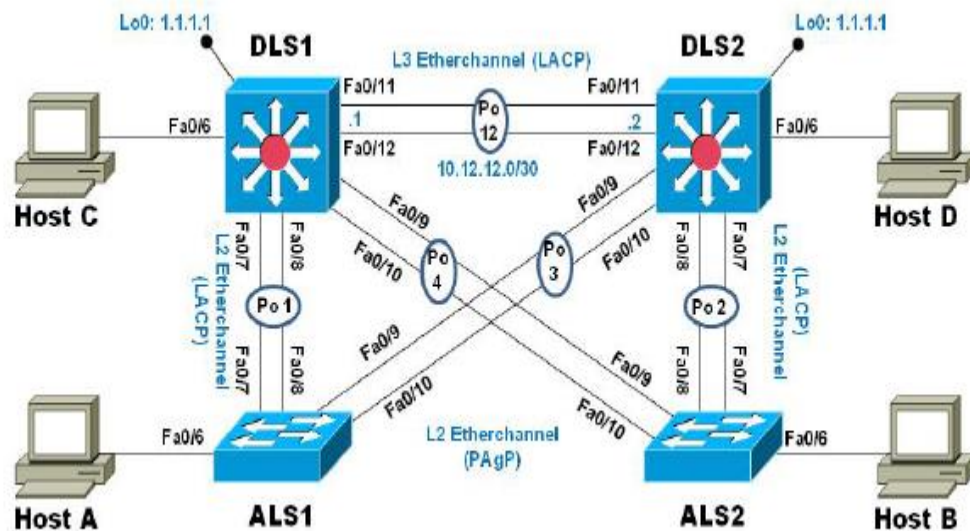 Lo0: 1.1.1.1
Lo0: 1.1.1.1
DLS1
DLS2
L3 Etherchannel (LACP)
Fa0/11
Fa0/11
Fa0/6
Po
12
Fa0/6
.1
.2
Fa0/12
Fa0/12
10.12.12.0/30
Host C
Host D
Fa0/9
Fa0/9
Fa0/10
Fa0/10
Fa0/7
Fa0/8
Fa0/8
Fa0/7
L2 Etherchannel
(LACP)
Po
4
Po
3
L2 Etherchannel
(LACP)
Po 1
Po 2
Fa0/7
Fa0/8
Fa0/8
Fa0/7
Fa0/9
Fa0/10
Fa0/9
Fa0/10
Fa0/6
L2 Etherchannel
(PAgP)
Fa0/6
Host A
ALS1
ALS2
Host B